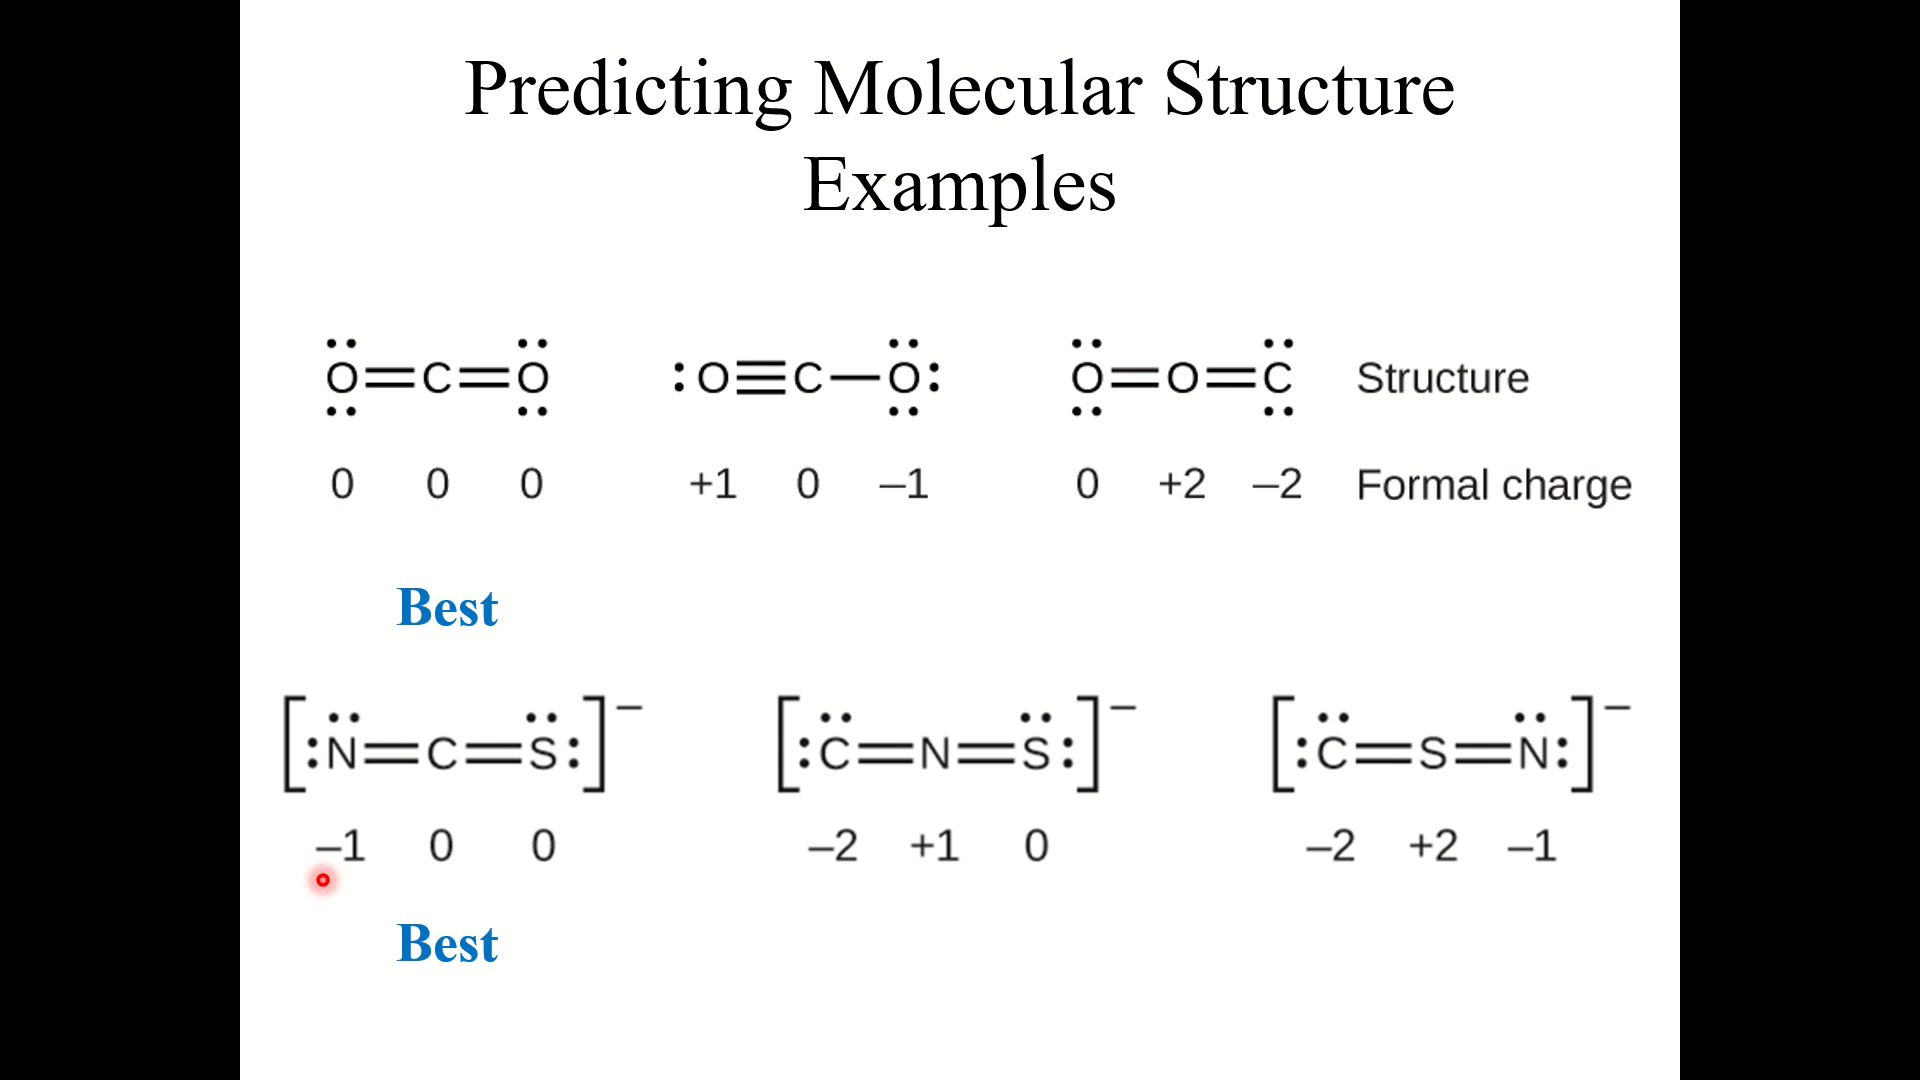 Predicting Molecular Structure
Examples
O=C=O :O≡C—O: O=O=C Structure
0 0 0 +1 0 –1 0 +2 –2 Formal charge
Best
[:N=C=S:]– [:C=N=S:]– [:C=S=N:]–
–1 0 0 –2 +1 0 –2 +2 –1
Best